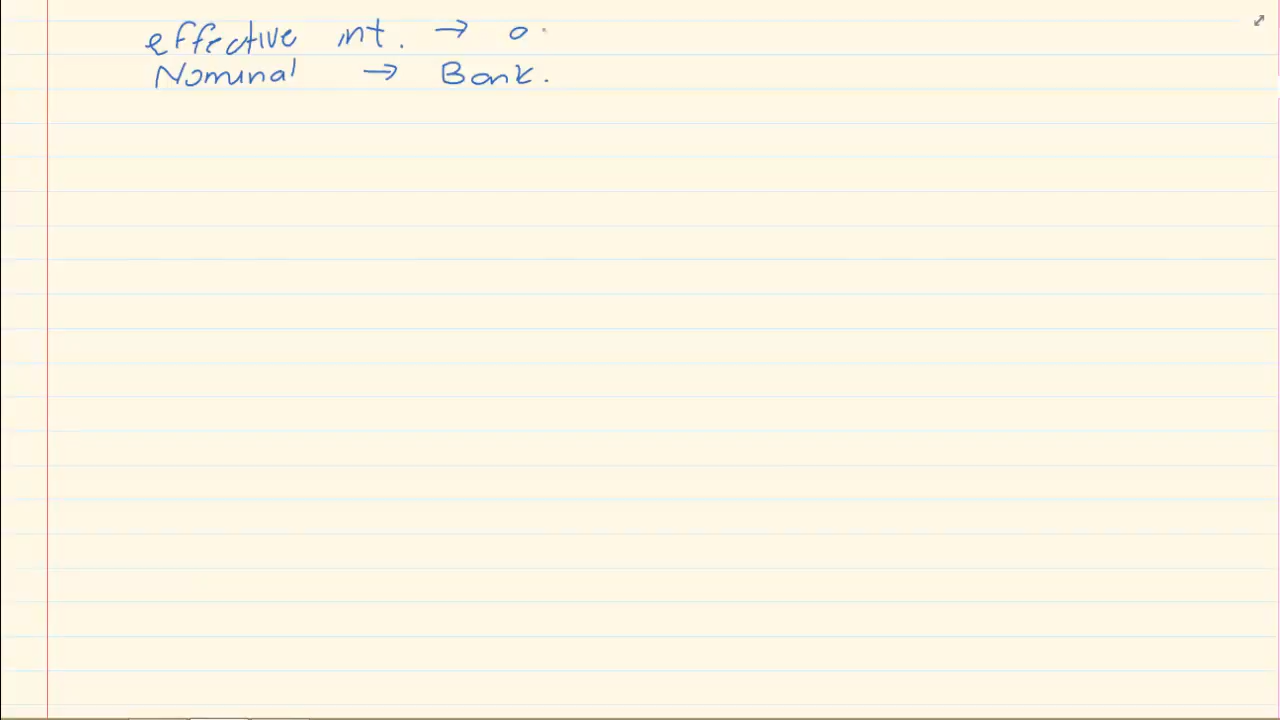 effective int. → o
Nominal → Bank.